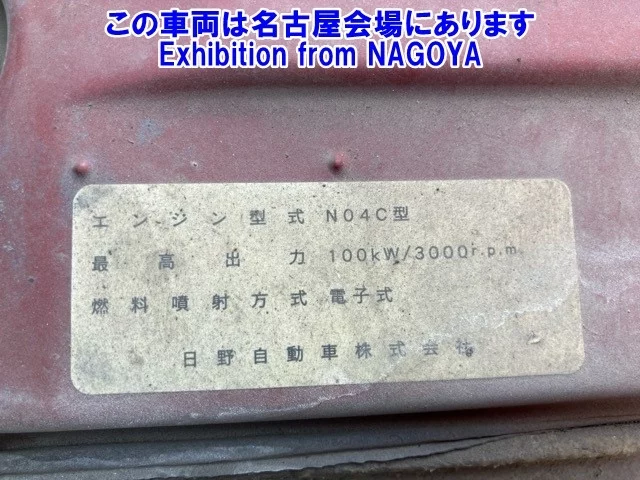 この車両は名古屋会場にあります
Exhibition from NAGOYA
エンジン型式 N04C型
最高出力 100kW/3000r.p.m.
燃料噴射方式 電子式
日野自動車株式会社